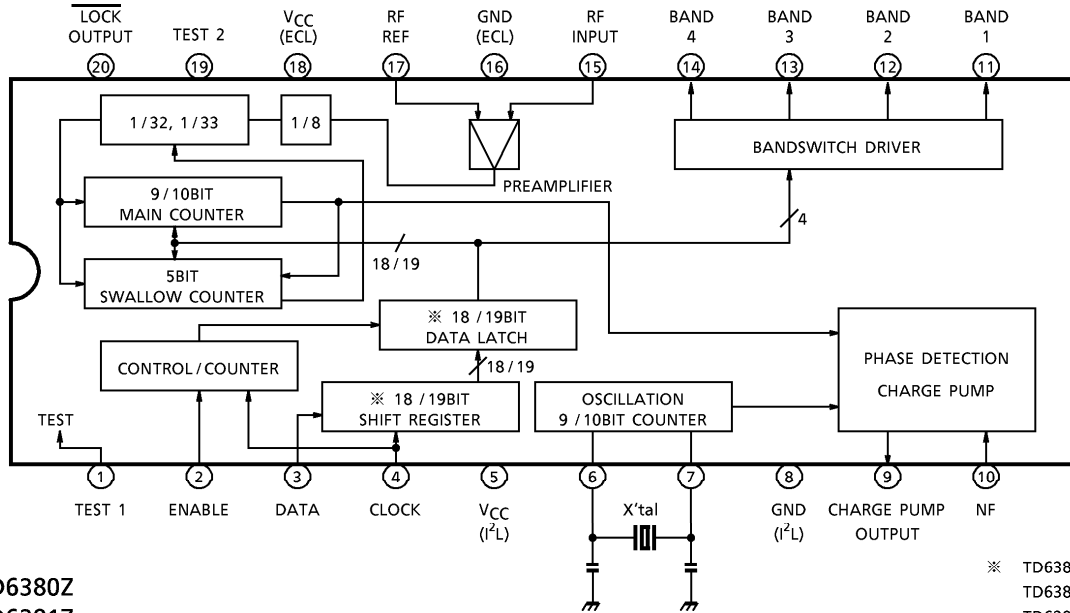 LOCK OUTPUT
TEST 2
VCC (ECL)
RF REF
GND (ECL)
RF INPUT
BAND 4
BAND 3
BAND 2
BAND 1
20
19
18
17
16
15
14
13
12
11
1/32, 1/33
1/8
PREAMPLIFIER
BANDSWITCH DRIVER
9/10BIT
MAIN COUNTER
4
18/19
5BIT
SWALLOW COUNTER
※ 18/19BIT
DATA LATCH
CONTROL/COUNTER
18/19
PHASE DETECTION
CHARGE PUMP
※ 18/19BIT
SHIFT REGISTER
OSCILLATION
9/10BIT COUNTER
TEST
1
2
3
4
5
6
7
8
9
10
TEST 1
ENABLE
DATA
CLOCK
VCC (I²L)
X'tal
GND (I²L)
CHARGE PUMP OUTPUT
NF
※ TD638
TD638
D6380Z